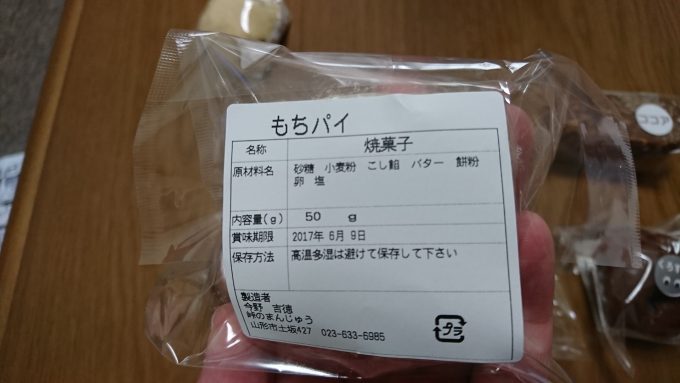 もちパイ
名称 焼菓子
原材料名 砂糖 小麦粉 こし餡 バター 餅粉
卵 塩
内容量(g) 50 g
賞味期限 2017年 6月 9日
保存方法 高温多湿は避けて保存して下さい
製造者
今野 吉徳
峠のまんじゅう
山形市土坂427 023-633-6985
プラ
ココア